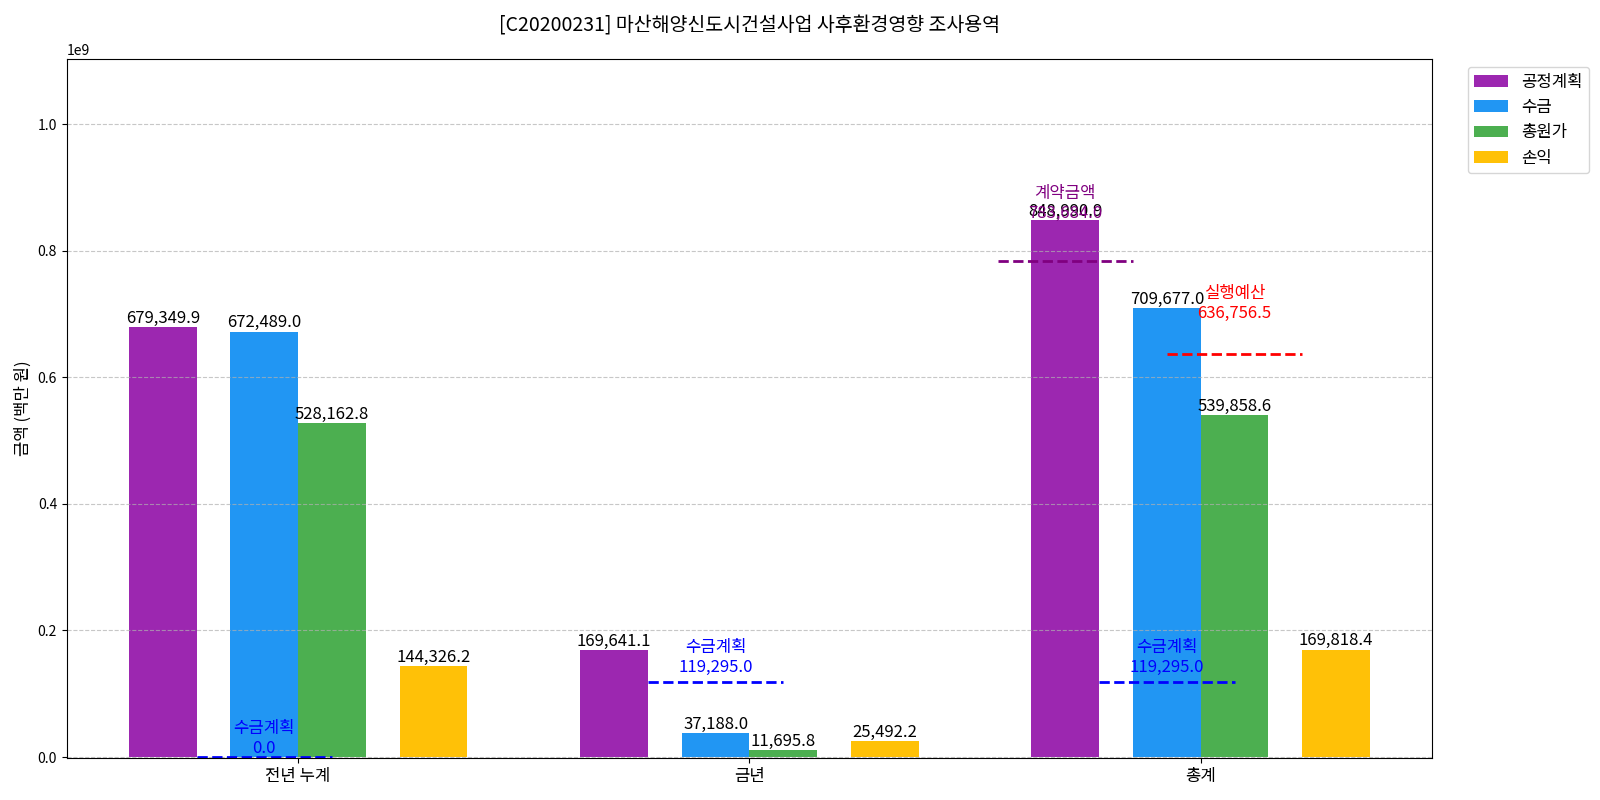 [C20200231] 마산해양신도시건설사업 사후환경영향 조사용역
1e9
공정계획
수금
총원가
손익
1.0
0.8
0.6
0.4
0.2
0.0
금액 (백만 원)
계약금액
848,990.9
실행예산
636,756.5
709,677.0
679,349.9
672,489.0
528,162.8
539,858.6
144,326.2
수금계획
0.0
169,641.1
수금계획
119,295.0
37,188.0
11,695.8
25,492.2
수금계획
119,295.0
169,818.4
전년 누계
금년
총계